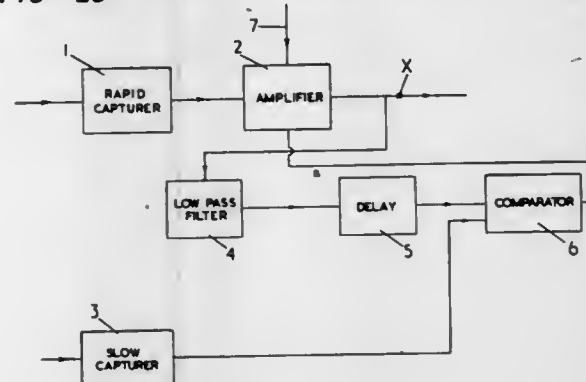 7
1
2
X
RAPID
CAPTURER
AMPLIFIER
LOW PASS
FILTER
DELAY
COMPARATOR
4
5
6
3
SLOW
CAPTURER